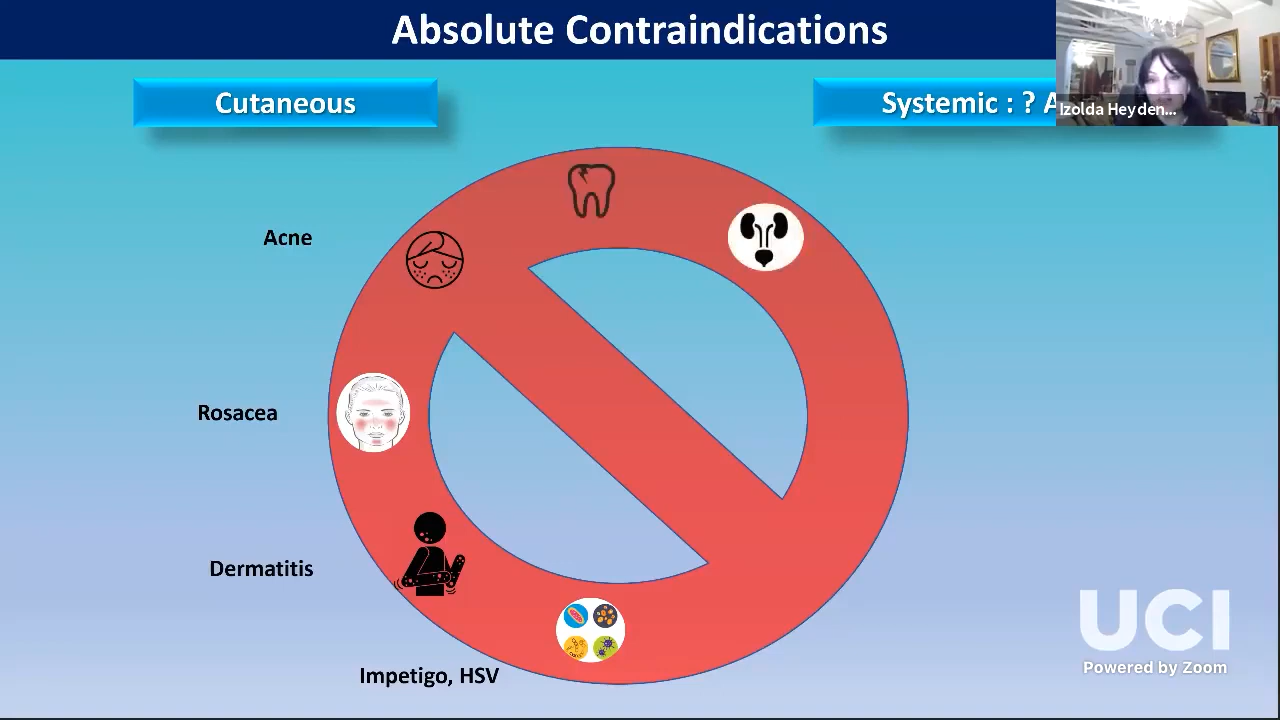 Absolute Contraindications
Cutaneous
Systemic : ?
Izolda Heyden...
Acne
Rosacea
Dermatitis
Impetigo, HSV
UCI
Powered by Zoom